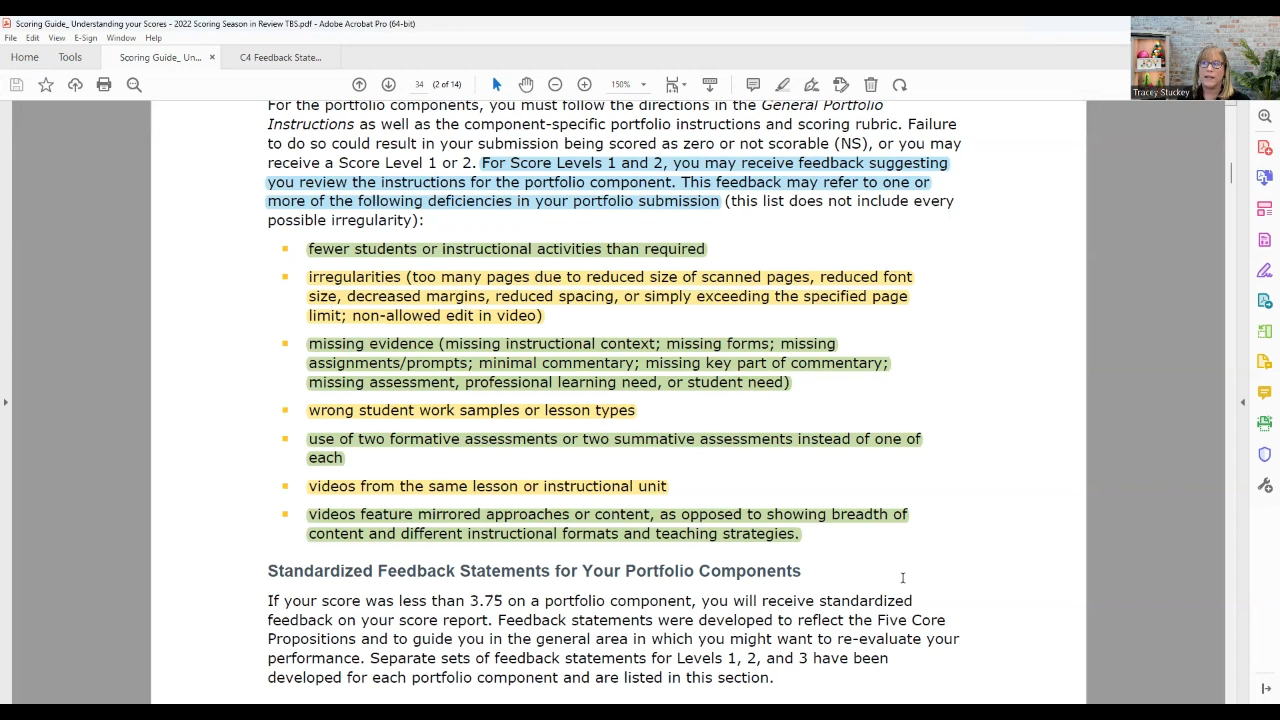 Scoring Guide_ Understanding your Scores - 2022 Scoring Season in Review TBS.pdf - Adobe Acrobat Pro (64-bit)
File Edit View E-Sign Window Help
Home Tools Scoring Guide_ Un... × C4 Feedback State...
34 (2 of 14) 150%
Tracey Stuckey
For the portfolio components, you must follow the directions in the General Portfolio
Instructions as well as the component-specific portfolio instructions and scoring rubric. Failure
to do so could result in your submission being scored as zero or not scorable (NS), or you may
receive a Score Level 1 or 2. For Score Levels 1 and 2, you may receive feedback suggesting
you review the instructions for the portfolio component. This feedback may refer to one or
more of the following deficiencies in your portfolio submission (this list does not include every
possible irregularity):
fewer students or instructional activities than required
irregularities (too many pages due to reduced size of scanned pages, reduced font
size, decreased margins, reduced spacing, or simply exceeding the specified page
limit; non-allowed edit in video)
missing evidence (missing instructional context; missing forms; missing
assignments/prompts; minimal commentary; missing key part of commentary;
missing assessment, professional learning need, or student need)
wrong student work samples or lesson types
use of two formative assessments or two summative assessments instead of one of
each
videos from the same lesson or instructional unit
videos feature mirrored approaches or content, as opposed to showing breadth of
content and different instructional formats and teaching strategies.
Standardized Feedback Statements for Your Portfolio Components
If your score was less than 3.75 on a portfolio component, you will receive standardized
feedback on your score report. Feedback statements were developed to reflect the Five Core
Propositions and to guide you in the general area in which you might want to re-evaluate your
performance. Separate sets of feedback statements for Levels 1, 2, and 3 have been
developed for each portfolio component and are listed in this section.